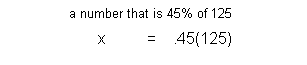 a number that is 45% of 125
x = .45(125)